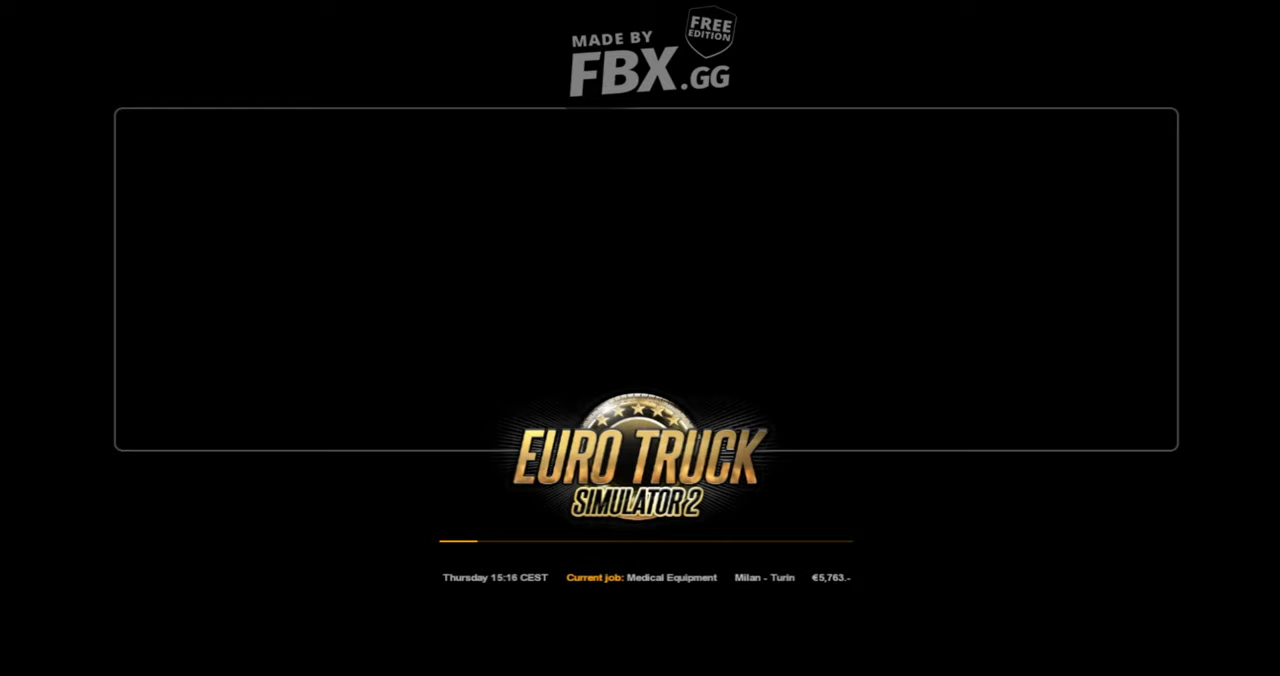 FREE
EDITION
MADE BY
FBX.GG
EURO TRUCK
SIMULATOR 2
Thursday 15:16 CEST Current job: Medical Equipment Milan - Turin €5,763.-